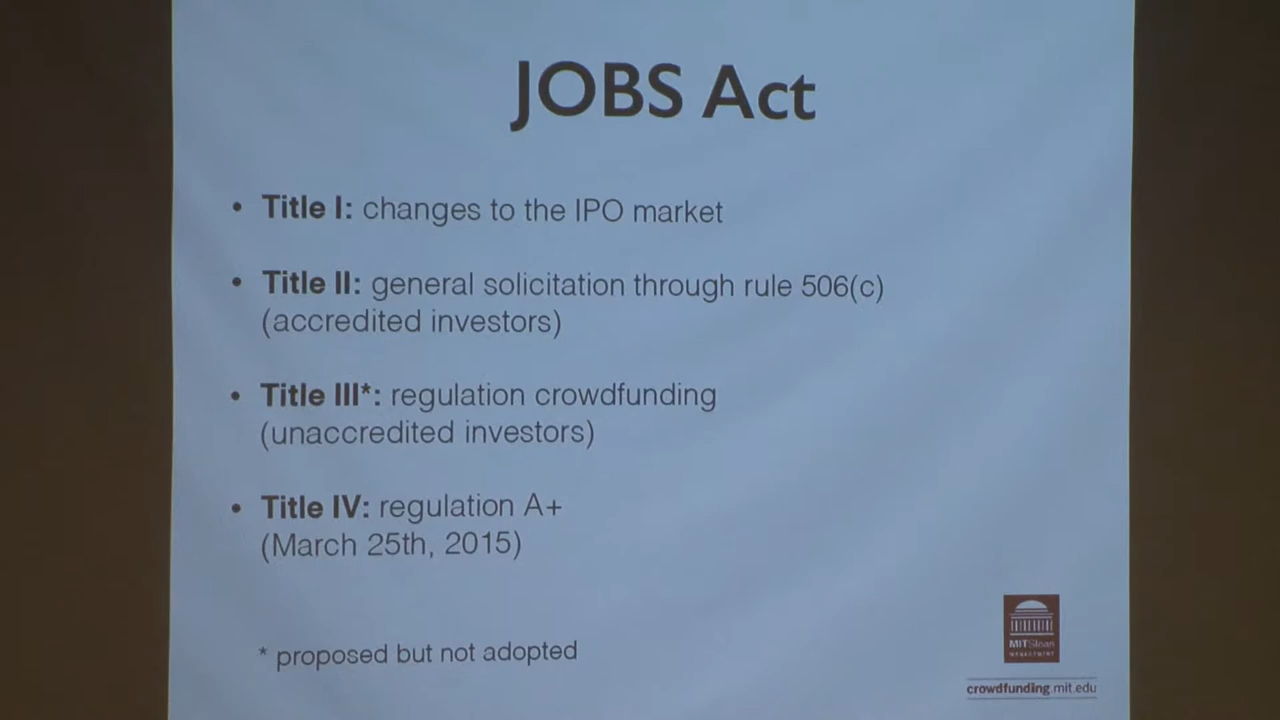 JOBS Act
• Title I: changes to the IPO market
• Title II: general solicitation through rule 506(c)
(accredited investors)
• Title III*: regulation crowdfunding
(unaccredited investors)
• Title IV: regulation A+
(March 25th, 2015)
* proposed but not adopted
MITSloan
MANAGEMENT
crowdfunding.mit.edu